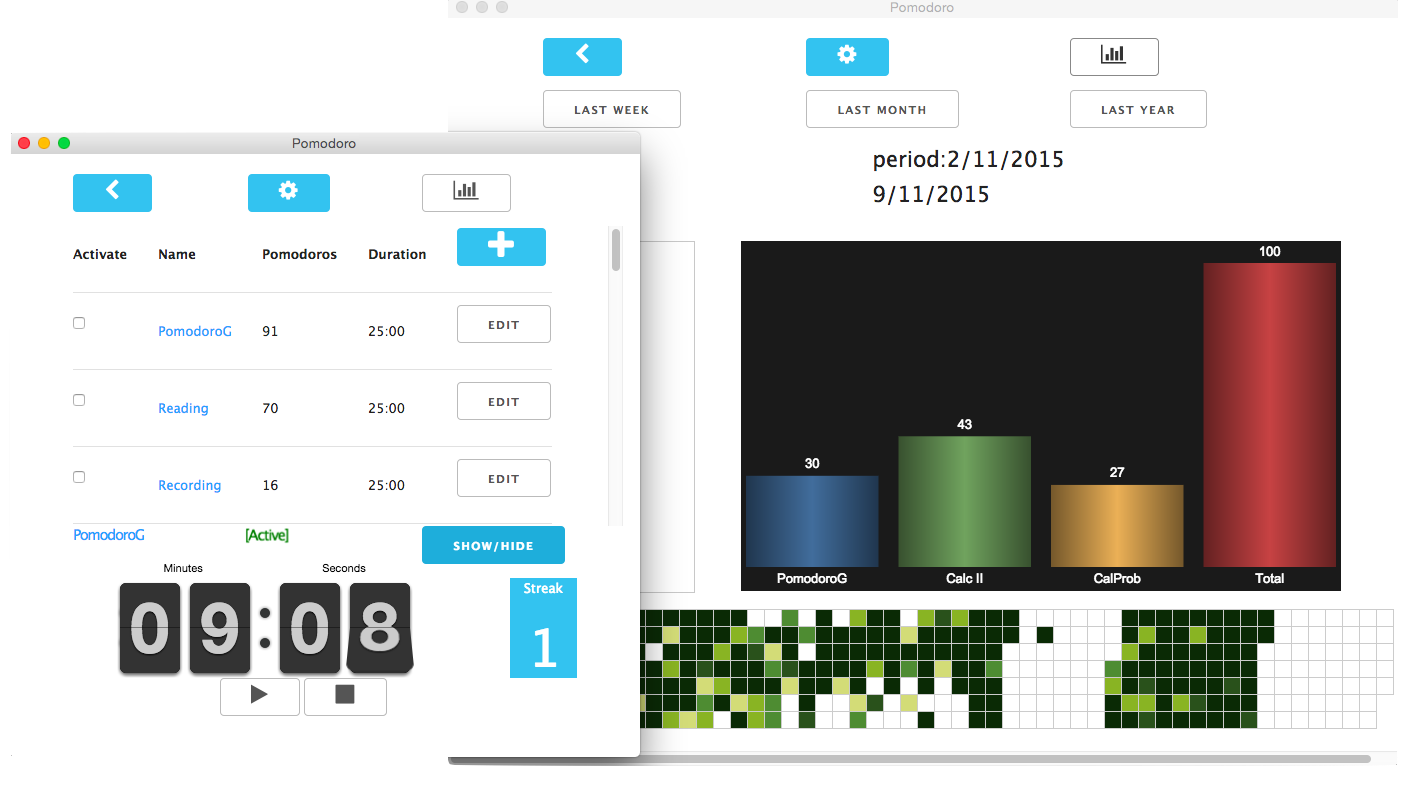 Pomodoro
LAST WEEK LAST MONTH LAST YEAR
period:2/11/2015
9/11/2015
100
43
30
27
PomodoroG Calc II CalProb Total
Pomodoro
Activate Name Pomodoros Duration
PomodoroG 91 25:00 EDIT
Reading 70 25:00 EDIT
Recording 16 25:00 EDIT
PomodoroG [Active] SHOW/HIDE
Minutes Seconds
09:08
Streak
1